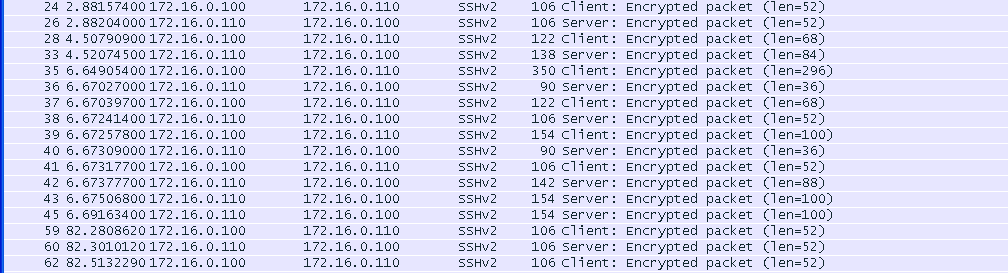 24 2.88157400 172.16.0.100 172.16.0.110 SSHv2 106 Client: Encrypted packet (len=52)
26 2.88204000 172.16.0.110 172.16.0.100 SSHv2 106 Server: Encrypted packet (len=52)
28 4.50790900 172.16.0.100 172.16.0.110 SSHv2 122 Client: Encrypted packet (len=68)
33 4.52074500 172.16.0.110 172.16.0.100 SSHv2 138 Server: Encrypted packet (len=84)
35 6.64905400 172.16.0.100 172.16.0.110 SSHv2 350 Client: Encrypted packet (len=296)
36 6.67027000 172.16.0.110 172.16.0.100 SSHv2 90 Server: Encrypted packet (len=36)
37 6.67039700 172.16.0.100 172.16.0.110 SSHv2 122 Client: Encrypted packet (len=68)
38 6.67241400 172.16.0.110 172.16.0.100 SSHv2 106 Server: Encrypted packet (len=52)
39 6.67257800 172.16.0.100 172.16.0.110 SSHv2 154 Client: Encrypted packet (len=100)
40 6.67309000 172.16.0.110 172.16.0.100 SSHv2 90 Server: Encrypted packet (len=36)
41 6.67317700 172.16.0.100 172.16.0.110 SSHv2 106 Client: Encrypted packet (len=52)
42 6.67377700 172.16.0.110 172.16.0.100 SSHv2 142 Server: Encrypted packet (len=88)
43 6.67506800 172.16.0.110 172.16.0.100 SSHv2 154 Server: Encrypted packet (len=100)
45 6.69163400 172.16.0.110 172.16.0.100 SSHv2 154 Server: Encrypted packet (len=100)
59 82.2808620 172.16.0.100 172.16.0.110 SSHv2 106 Client: Encrypted packet (len=52)
60 82.3010120 172.16.0.110 172.16.0.100 SSHv2 106 Server: Encrypted packet (len=52)
62 82.5132290 172.16.0.100 172.16.0.110 SSHv2 106 Client: Encrypted packet (len=52)